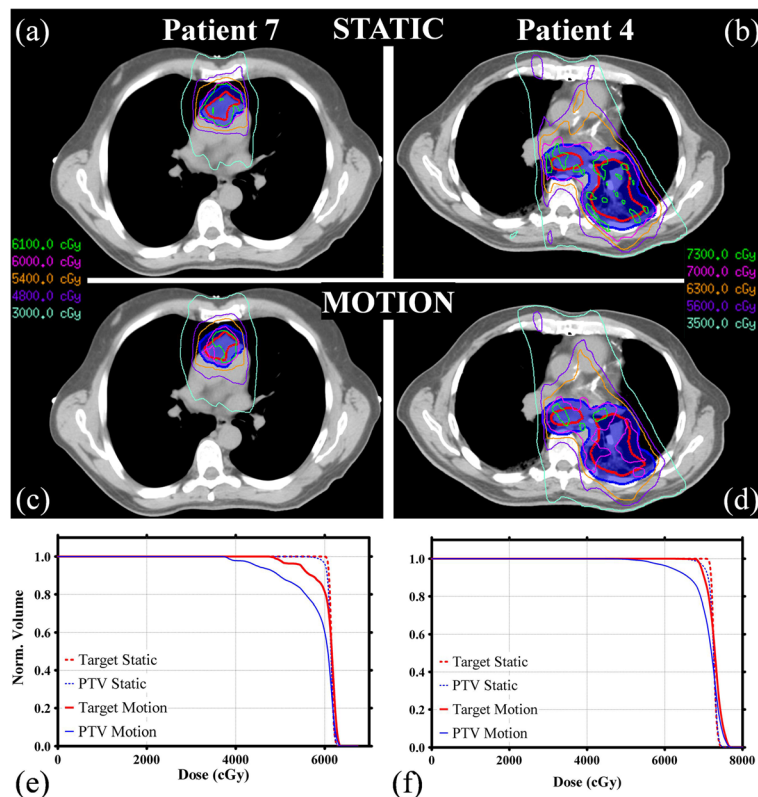 (a) Patient 7 STATIC Patient 4 (b)
6100.0 cGy
6000.0 cGy
5400.0 cGy
4800.0 cGy
3000.0 cGy
7300.0 cGy
7000.0 cGy
6300.0 cGy
5600.0 cGy
3500.0 cGy
MOTION
(c)
(d)
Norm. Volume
1.0
0.8
0.6
0.4
0.2
0.0
Target Static
PTV Static
Target Motion
PTV Motion
0 2000 4000 6000
Dose (cGy)
(e)
1.0
0.8
0.6
0.4
0.2
0.0
Target Static
PTV Static
Target Motion
PTV Motion
0 2000 4000 6000 8000
Dose (cGy)
(f)